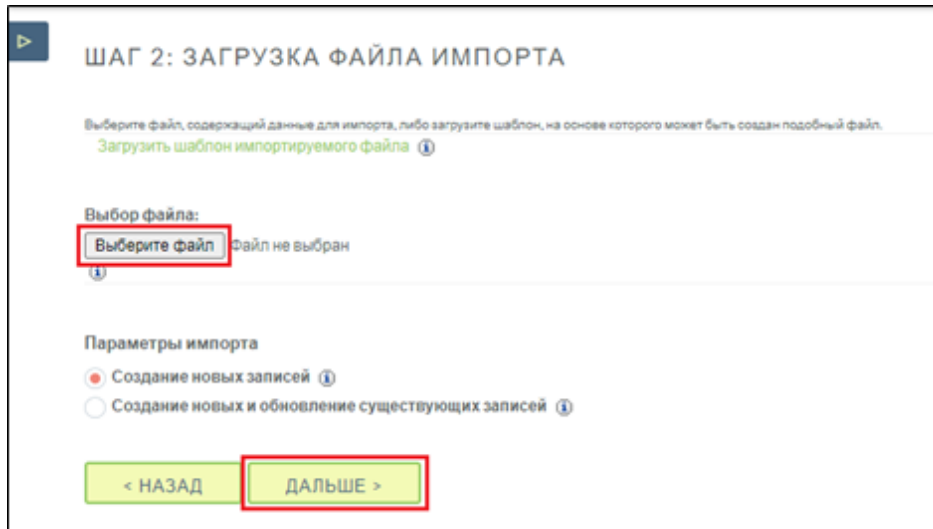 ШАГ 2: ЗАГРУЗКА ФАЙЛА ИМПОРТА
Выберите файл, содержащий данные для импорта, либо загрузите шаблон, на основе которого может быть создан подобный файл.
Загрузить шаблон импортируемого файла
Выбор файла:
Выберите файл Файл не выбран
Параметры импорта
Создание новых записей
Создание новых и обновление существующих записей
< НАЗАД ДАЛЬШЕ >